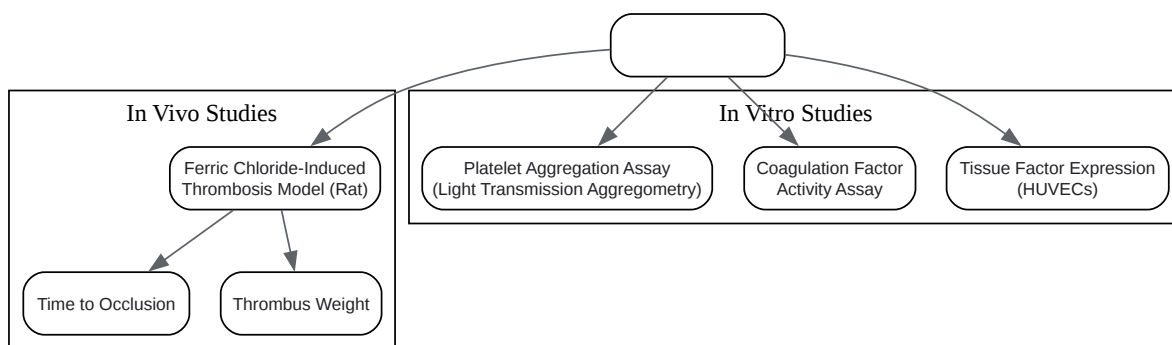 In Vivo Studies
In Vitro Studies
Ferric Chloride-Induced
Thrombosis Model (Rat)
Platelet Aggregation Assay
(Light Transmission Aggregometry)
Coagulation Factor
Activity Assay
Tissue Factor Expression
(HUVECs)
Time to Occlusion
Thrombus Weight